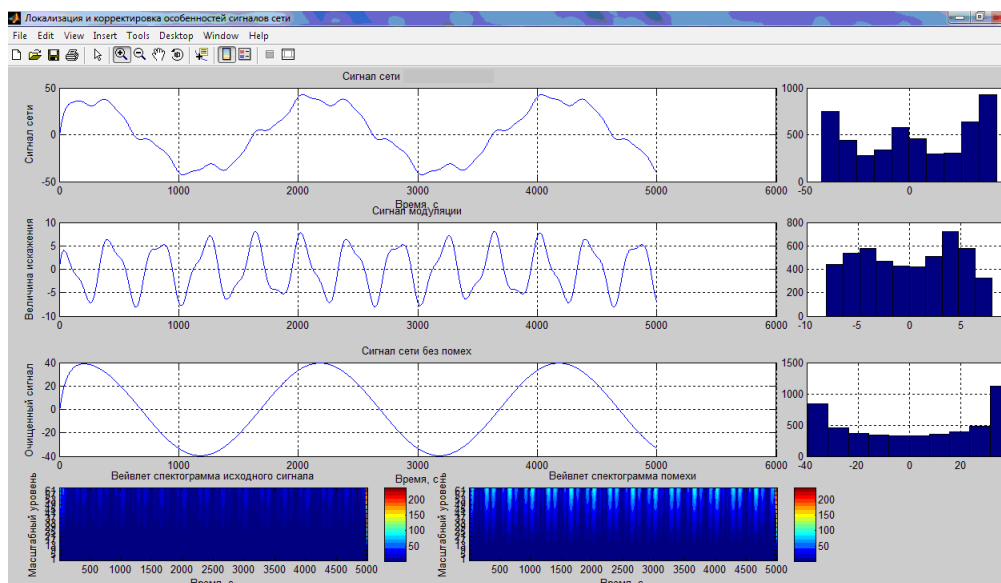 Локализация и корректировка особенностей сигналов сети
File Edit View Insert Tools Desktop Window Help
Сигнал сети
Сигнал сети
50
0
-50
0 1000 2000 3000 4000 5000 6000
Время, с
1000
500
0
-50 0
Сигнал модуляции
Величина искажения
10
5
0
-5
-10
0 1000 2000 3000 4000 5000 6000
800
600
400
200
0
-10 -5 0 5
Сигнал сети без помех
Очищенный сигнал
40
20
0
-20
-40
0 1000 2000 3000 4000 5000 6000
Время, с
1500
1000
500
0
-40 -20 0 20
Вейвлет спектограмма исходного сигнала
Масштабный уровень
500 1000 1500 2000 2500 3000 3500 4000 4500 5000
Время, с
200
150
100
50
Вейвлет спектограмма помехи
Масштабный уровень
500 1000 1500 2000 2500 3000 3500 4000 4500 5000
Время, с
200
150
100
50